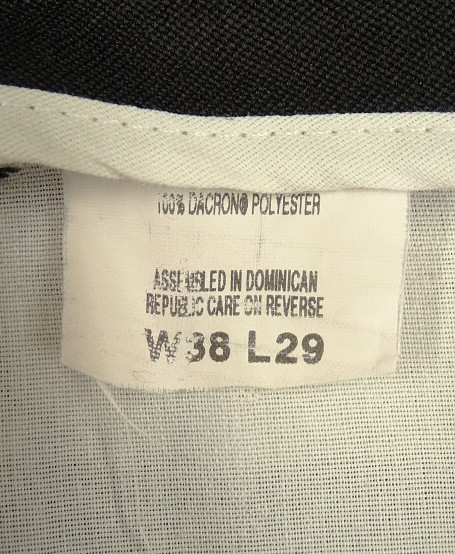 100% DACRON® POLYESTER
ASSEMBLED IN DOMINICAN
REPUBLIC CARE ON REVERSE
W38 L29